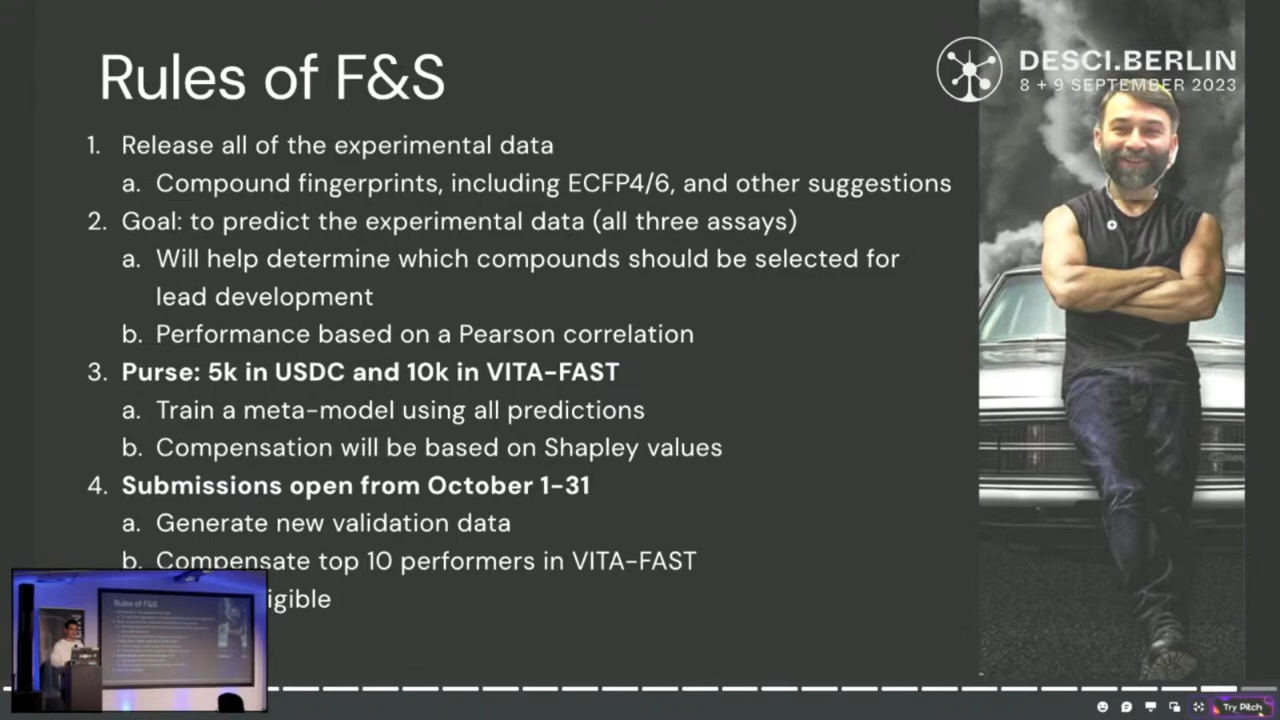 Rules of F&S
DESCI.BERLIN
8 + 9 SEPTEMBER 2023
1. Release all of the experimental data
a. Compound fingerprints, including ECFP4/6, and other suggestions
2. Goal: to predict the experimental data (all three assays)
a. Will help determine which compounds should be selected for
lead development
b. Performance based on a Pearson correlation
3. Purse: 5k in USDC and 10k in VITA-FAST
a. Train a meta-model using all predictions
b. Compensation will be based on Shapley values
4. Submissions open from October 1-31
a. Generate new validation data
b. Compensate top 10 performers in VITA-FAST
igible
Rules of F&S
Try Pitch